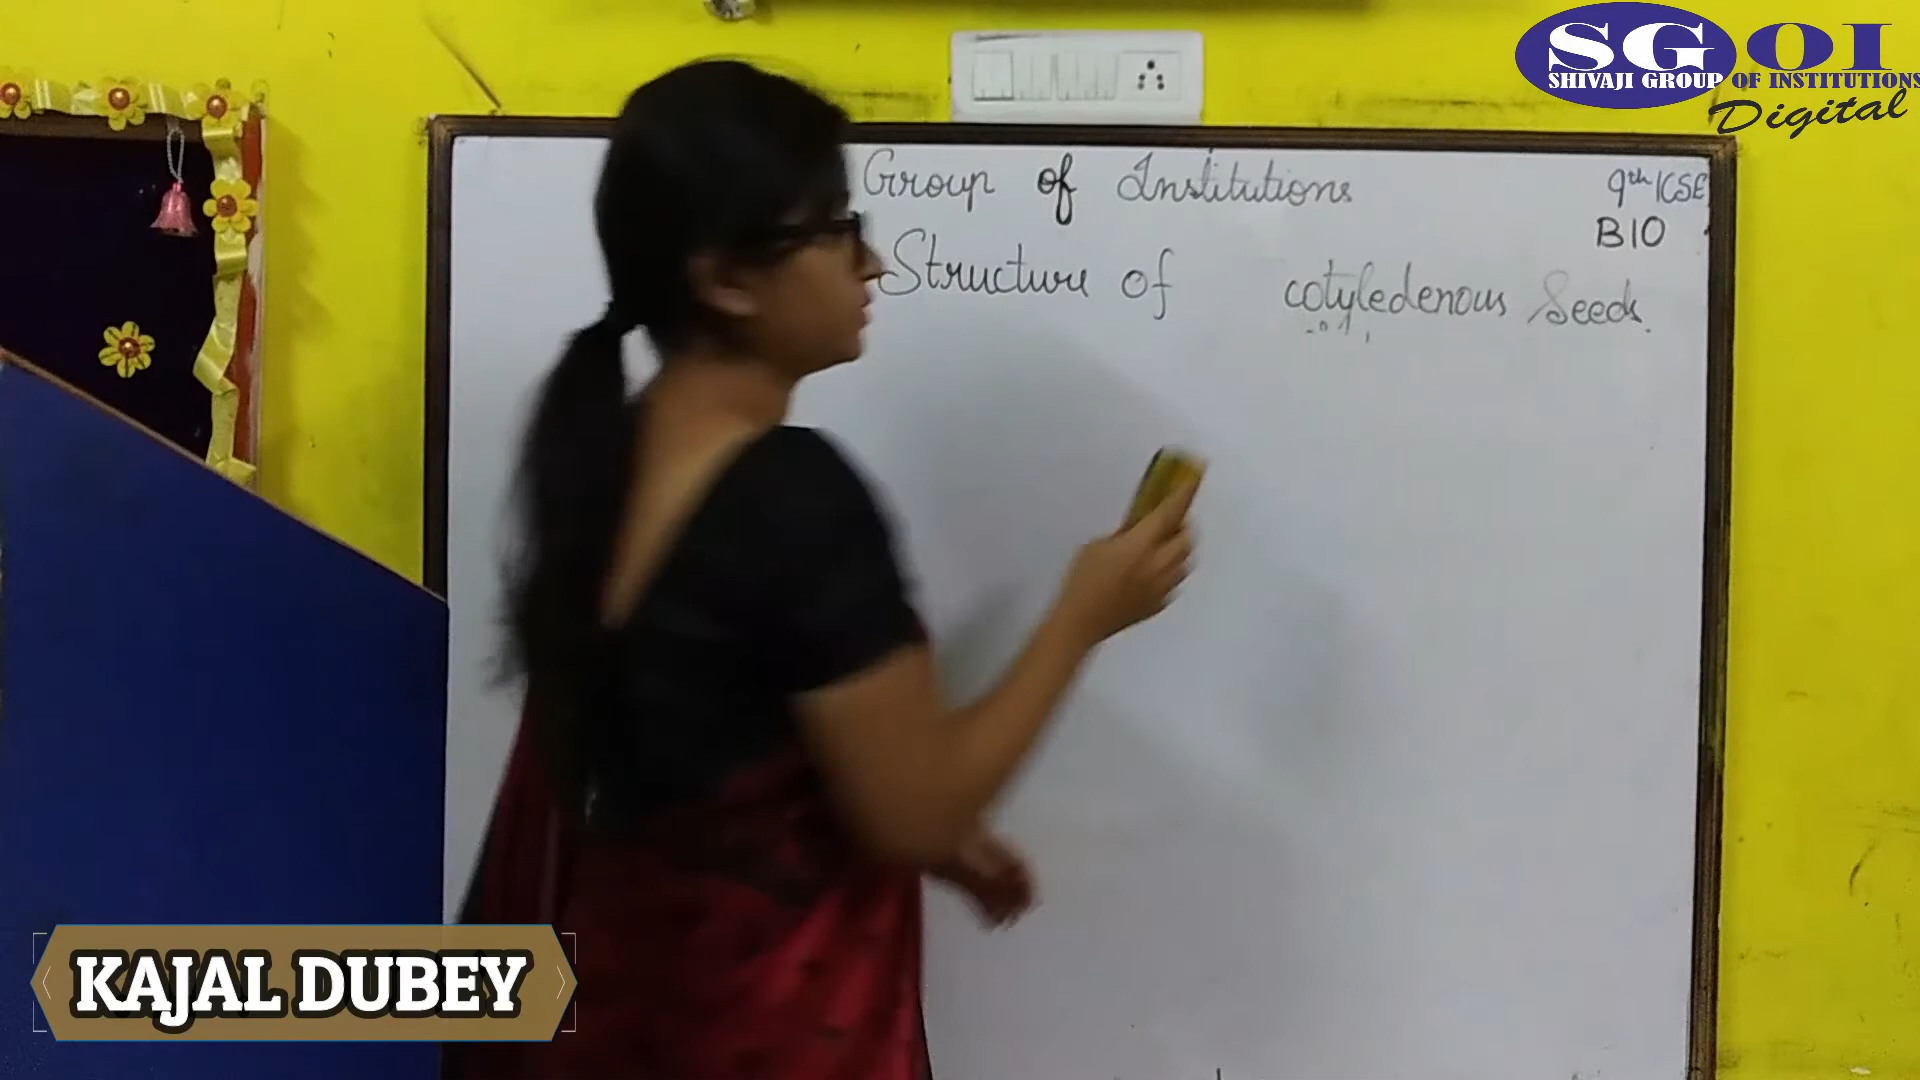 SGOI
SHIVAJI GROUP OF INSTITUTIONS
Digital
Group of Institutions
9th ICSE
BIO
Structure of cotyledenous Seeds.
KAJAL DUBEY